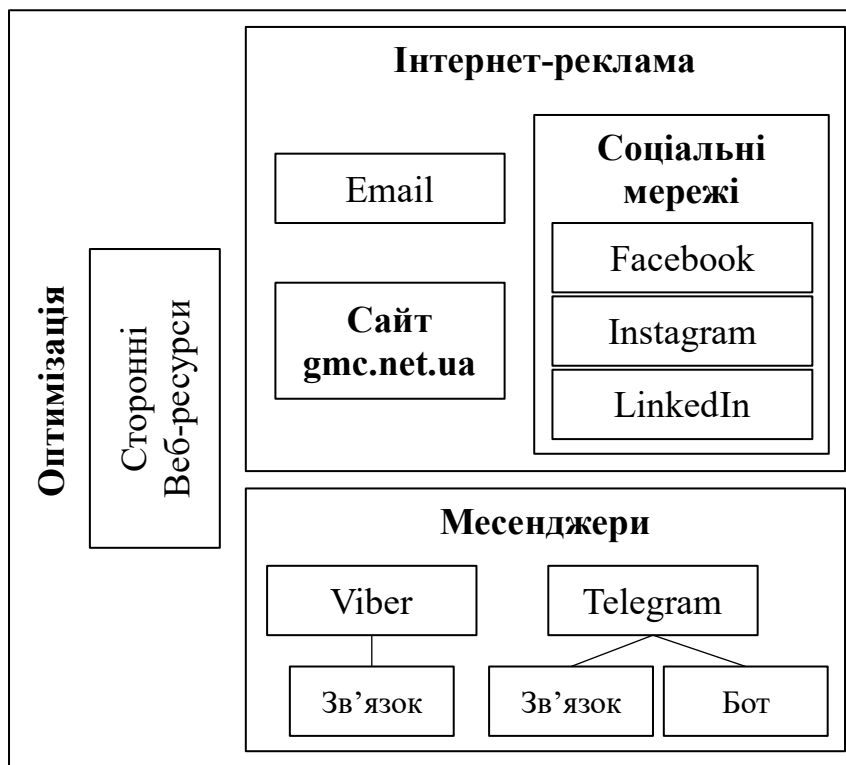 Оптимізація
Сторонні
Веб-ресурси
Інтернет-реклама
Email
Сайт
gmc.net.ua
Соціальні
мережі
Facebook
Instagram
LinkedIn
Месенджери
Viber
Telegram
Зв’язок
Зв’язок
Бот